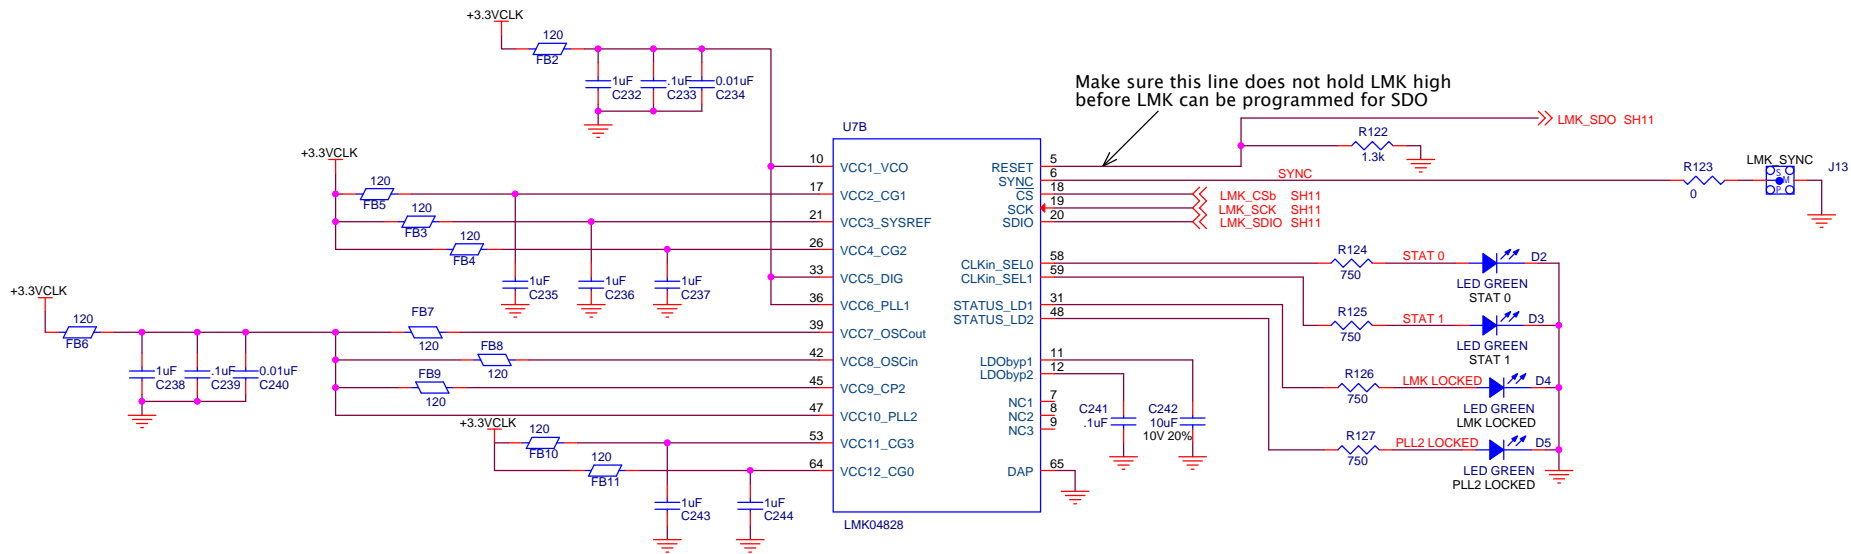 +3.3VCLK
120
FB2
1uF
C232
.1uF
C233
0.01uF
C234
Make sure this line does not hold LMK high
before LMK can be programmed for SDO
LMK_SDO SH11
R122
1.3k
U7B
+3.3VCLK
120
FB5
120
FB3
120
FB4
1uF
C235
1uF
C236
1uF
C237
+3.3VCLK
120
FB6
1uF
C238
.1uF
C239
0.01uF
C240
FB7
120
FB8
120
FB9
120
+3.3VCLK
120
FB10
120
FB11
1uF
C243
1uF
C244
10 VCC1_VCO
17 VCC2_CG1
21 VCC3_SYSREF
26 VCC4_CG2
33 VCC5_DIG
36 VCC6_PLL1
39 VCC7_OSCout
42 VCC8_OSCin
45 VCC9_CP2
47 VCC10_PLL2
53 VCC11_CG3
64 VCC12_CG0
RESET 5
SYNC 6
CS 18
SCK 19
SDIO 20
CLKin_SEL0 58
CLKin_SEL1 59
STATUS_LD1 31
STATUS_LD2 48
LDObyp1 11
LDObyp2 12
NC1 7
NC2 8
NC3 9
DAP 65
LMK04828
SYNC
LMK_CSb SH11
LMK_SCK SH11
LMK_SDIO SH11
R123
0
LMK_SYNC
J13
S
M
P
R124
750
STAT 0
D2
LED GREEN
STAT 0
R125
750
STAT 1
D3
LED GREEN
STAT 1
R126
750
LMK LOCKED
D4
LED GREEN
LMK LOCKED
R127
750
PLL2 LOCKED
D5
LED GREEN
PLL2 LOCKED
C241
.1uF
C242
10uF
10V 20%